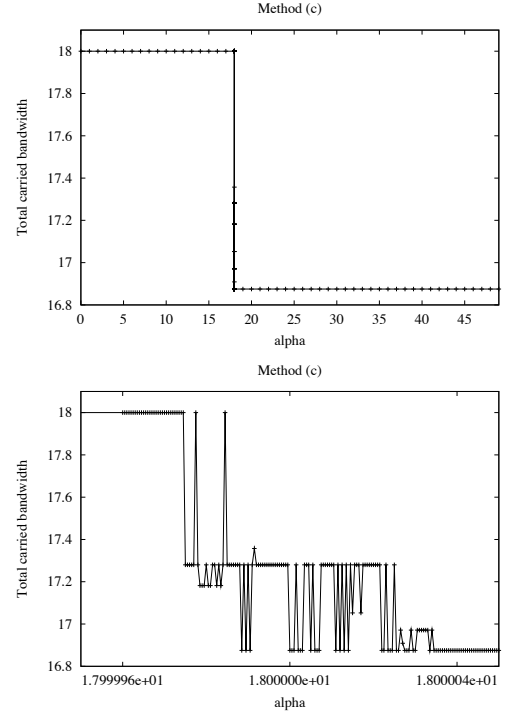 Method (c)
18
17.8
17.6
17.4
17.2
17
16.8
Total carried bandwidth
0 5 10 15 20 25 30 35 40 45
alpha
Method (c)
18
17.8
17.6
17.4
17.2
17
16.8
Total carried bandwidth
1.799996e+01 1.800000e+01 1.800004e+01
alpha